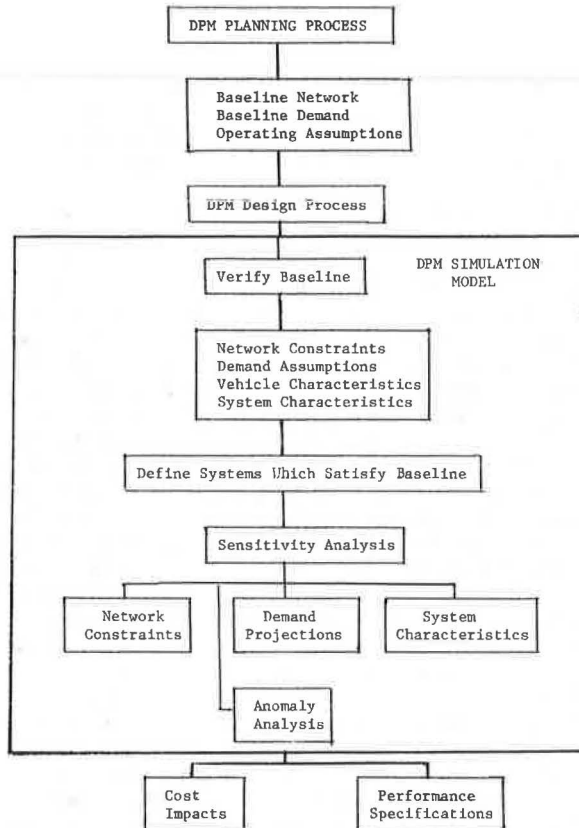 DPM PLANNING PROCESS
Baseline Network
Baseline Demand
Operating Assumptions
DPM Design Process
Verify Baseline
DPM SIMULATION
MODEL
Network Constraints
Demand Assumptions
Vehicle Characteristics
System Characteristics
Define Systems Which Satisfy Baseline
Sensitivity Analysis
Network
Constraints
Demand
Projections
System
Characteristics
Anomaly
Analysis
Cost
Impacts
Performance
Specifications